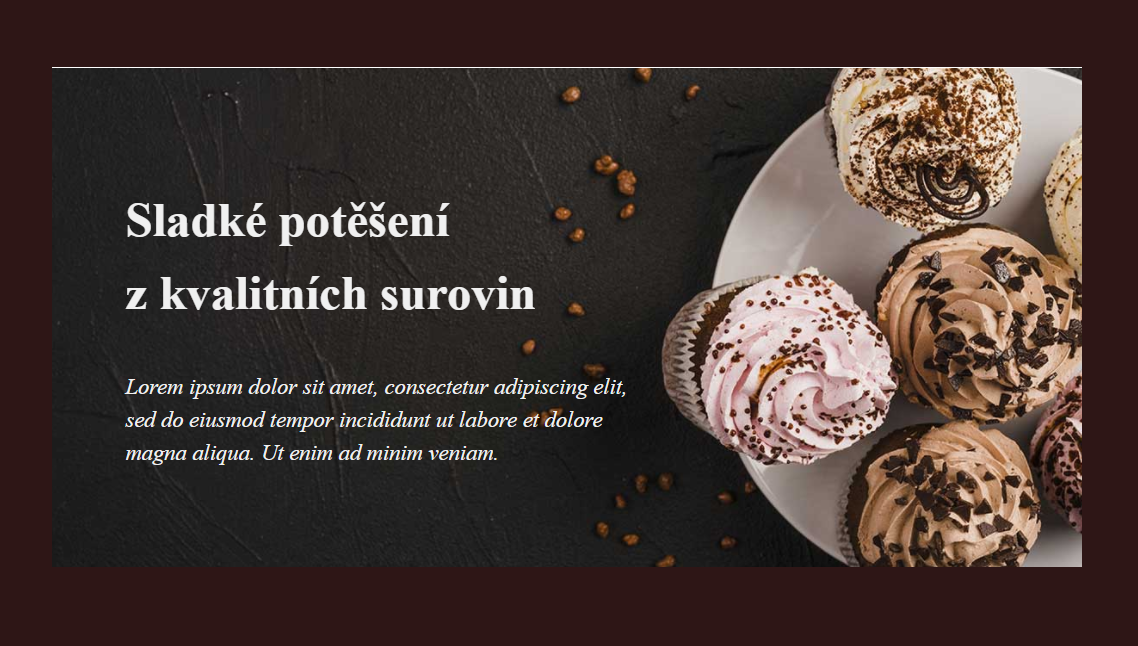 Sladké potěšení
z kvalitních surovin
Lorem ipsum dolor sit amet, consectetur adipiscing elit,
sed do eiusmod tempor incididunt ut labore et dolore
magna aliqua. Ut enim ad minim veniam.